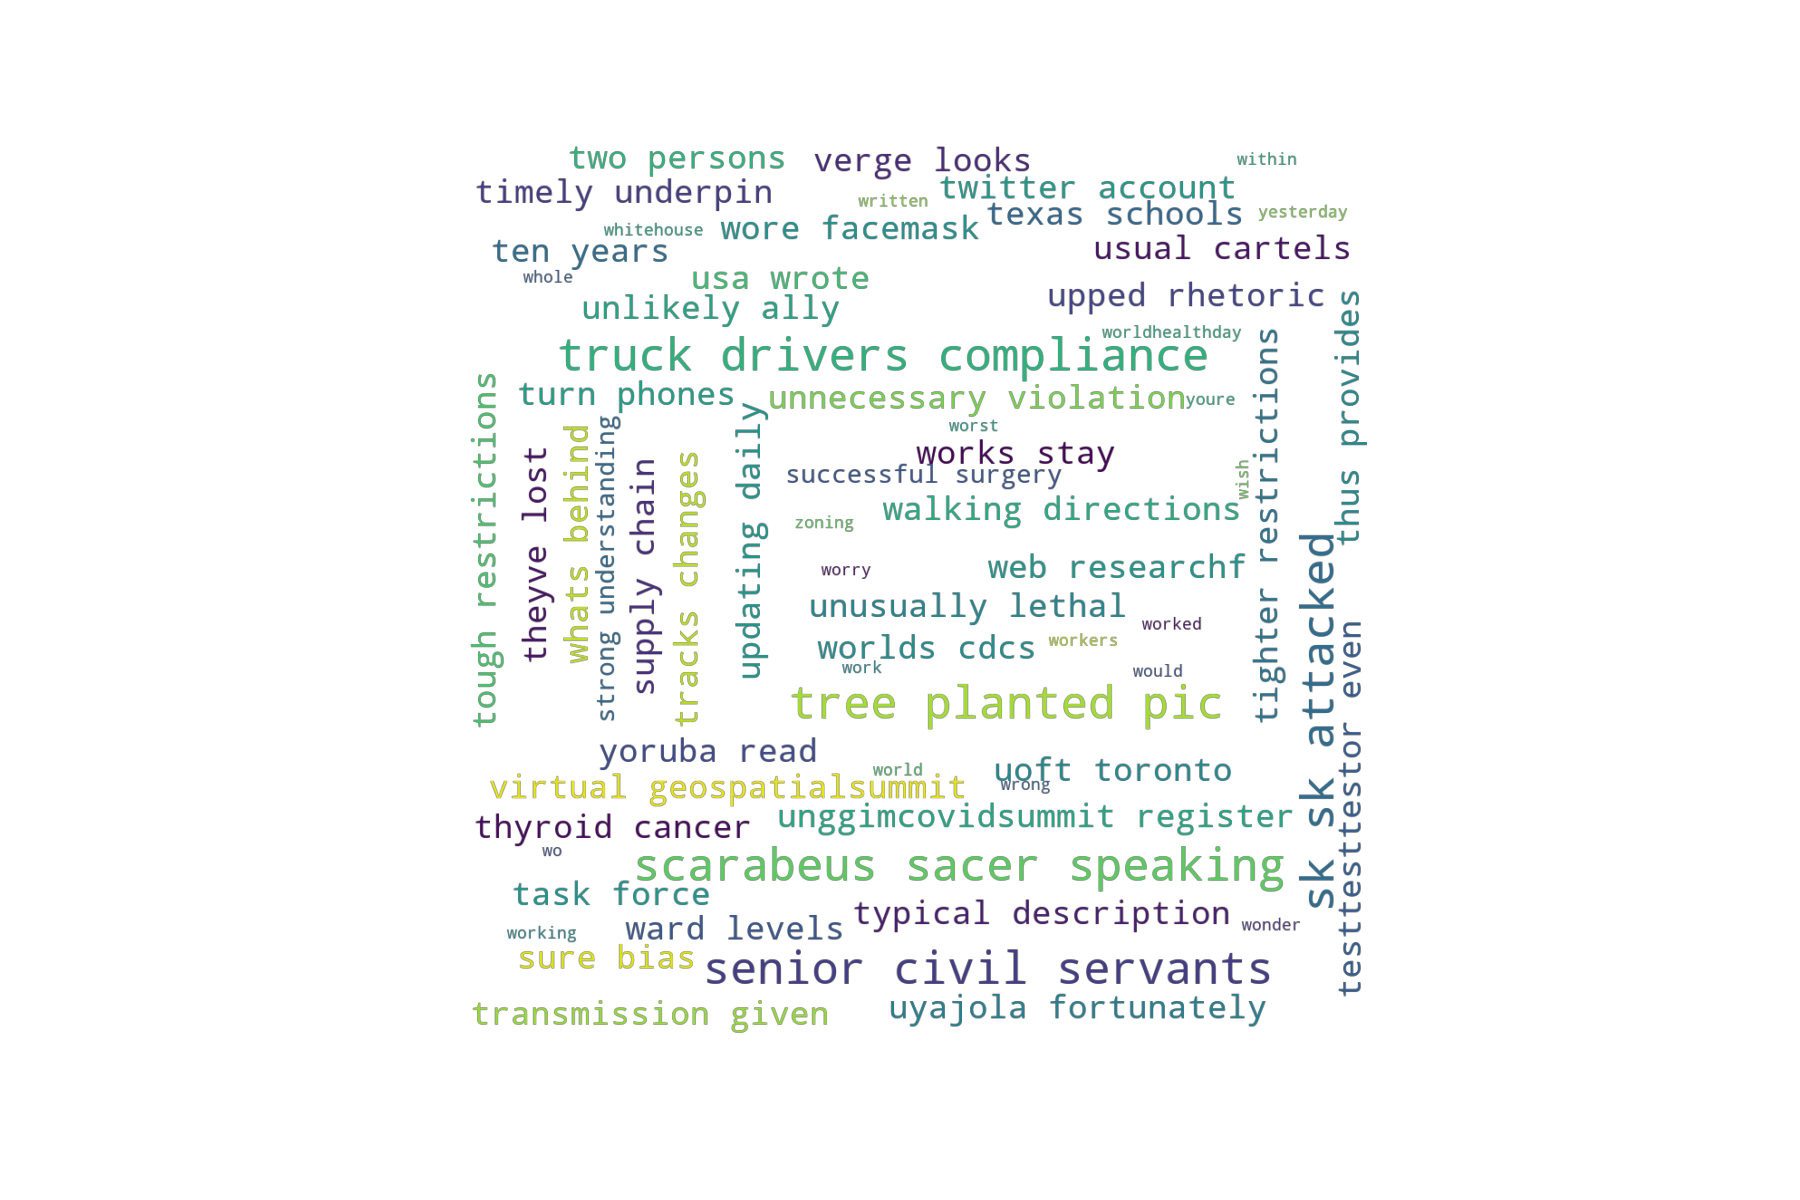 two persons
verge looks
within
timely underpin
twitter account
written
texas schools
yesterday
whitehouse
wore facemask
ten years
usual cartels
whole
usa wrote
upped rhetoric
unlikely ally
worldhealthday
truck drivers compliance
thus provides
tighter restrictions
turn phones
unnecessary violation
youre
tough restrictions
theyve lost
whats behind
strong understanding
supply chain
tracks changes
updating daily
worst
works stay
successful surgery
wish
walking directions
zoning
web researchf
worry
unusually lethal
worked
workers
worlds cdcs
work
would
tree planted pic
sk sk attacked
testtesttestor even
yoruba read
world
uoft toronto
wrong
virtual geospatialsummit
unggimcovidsummit register
thyroid cancer
wo
scarabeus sacer speaking
task force
typical description
working
ward levels
wonder
sure bias
senior civil servants
transmission given
uyajola fortunately